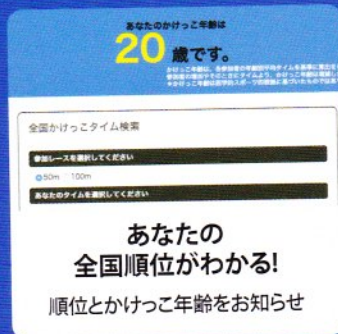 あなたのかけっこ年齢は
20歳です。
全国かけっこタイム検索
参加レースを選択してください
50m 100m
あなたのタイムを選択してください
あなたの
全国順位がわかる!
順位とかけっこ年齢をお知らせ